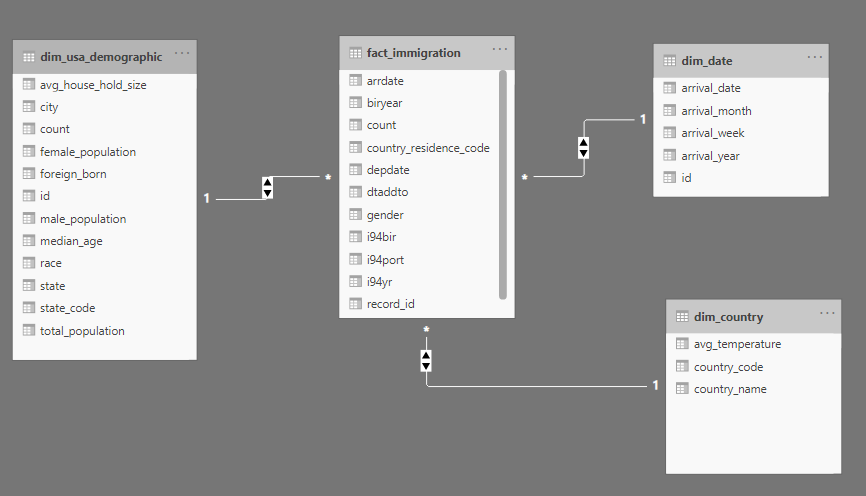 dim_usa_demographic
avg_house_hold_size
city
count
female_population
foreign_born
id
male_population
median_age
race
state
state_code
total_population
1
*
fact_immigration
arrdate
biryear
count
country_residence_code
depdate
dtaddto
gender
i94bir
i94port
i94yr
record_id
*
1
dim_date
arrival_date
arrival_month
arrival_week
arrival_year
id
*
1
dim_country
avg_temperature
country_code
country_name